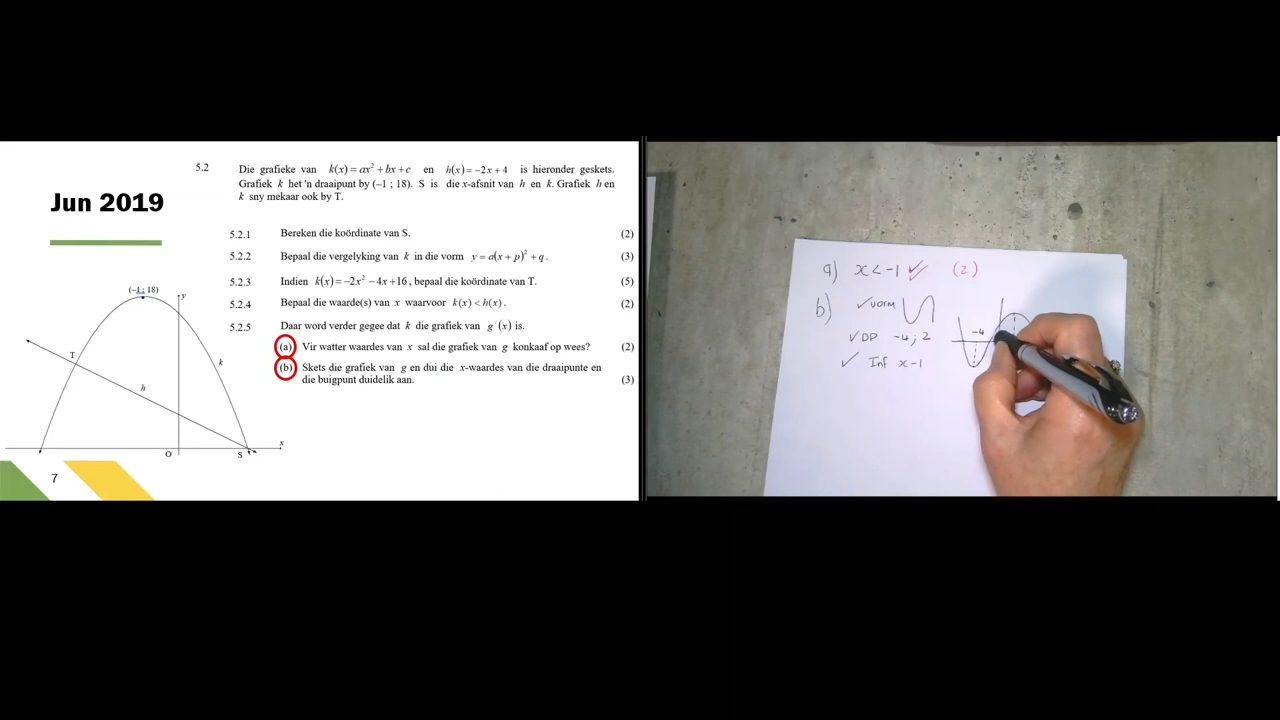 Jun 2019
5.2 Die grafieke van k(x) = ax² + bx + c en h(x) = −2x + 4 is hieronder geskets.
Grafiek k het 'n draaipunt by (−1 ; 18). S is die x-afsnit van h en k. Grafiek h en
k sny mekaar ook by T.
5.2.1 Bereken die koördinate van S. (2)
5.2.2 Bepaal die vergelyking van k in die vorm y = a(x + p)² + q. (3)
5.2.3 Indien k(x) = −2x² − 4x + 16, bepaal die koördinate van T. (5)
5.2.4 Bepaal die waarde(s) van x waarvoor k(x) < h(x). (2)
5.2.5 Daar word verder gegee dat k die grafiek van g'(x) is.
(a) Vir watter waardes van x sal die grafiek van g konkaaf op wees? (2)
(b) Skets die grafiek van g en dui die x-waardes van die draaipunte en
die buigpunt duidelik aan. (3)
(−1 ; 18)
y
T
k
h
x
O
S
7
a) x < −1 ✓✓ (2)
b) ✓ vorm
✓ DP −4 ; 2
✓ Inf x −1
−4